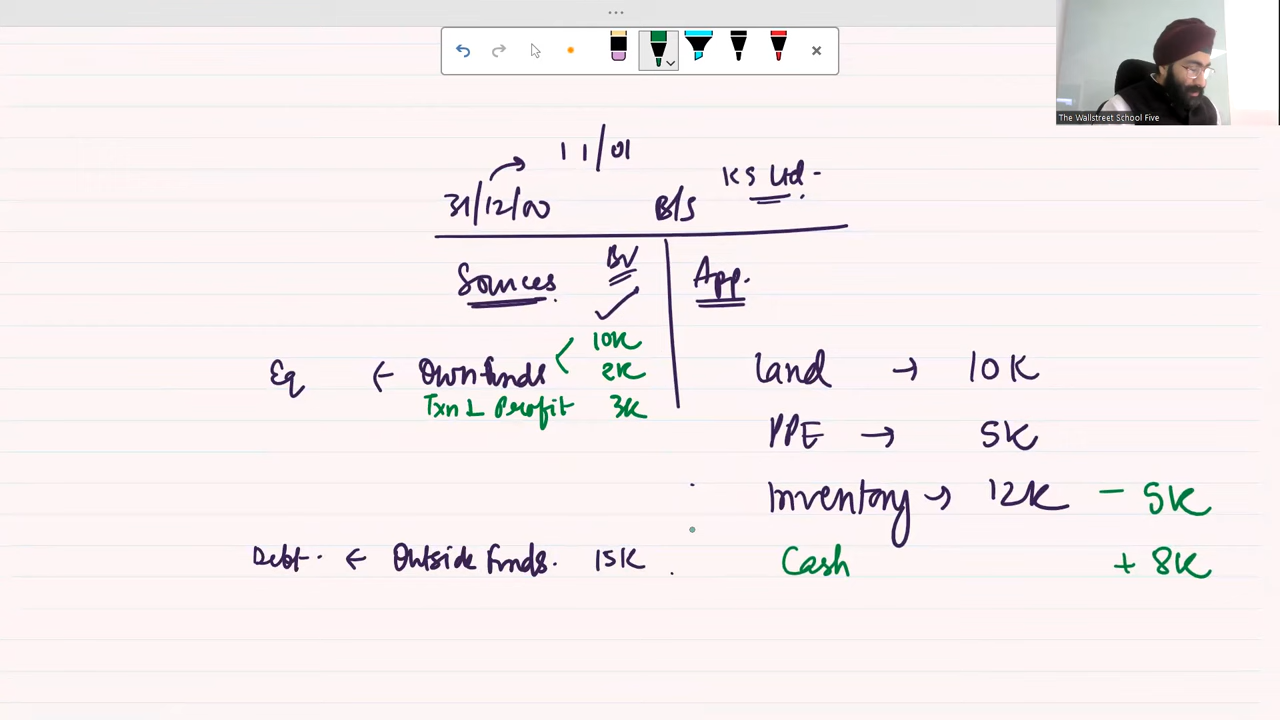 The Wallstreet School Five
11/01
31/12/00 B/S KS Ltd.
Sources BV App.
10K
Eq ← Own funds 2K Land → 10K
Txn 1 Profit 3K
PPE → 5K
Inventory → 12K - 5K
Debt. ← Outside Funds. 15K Cash + 8K